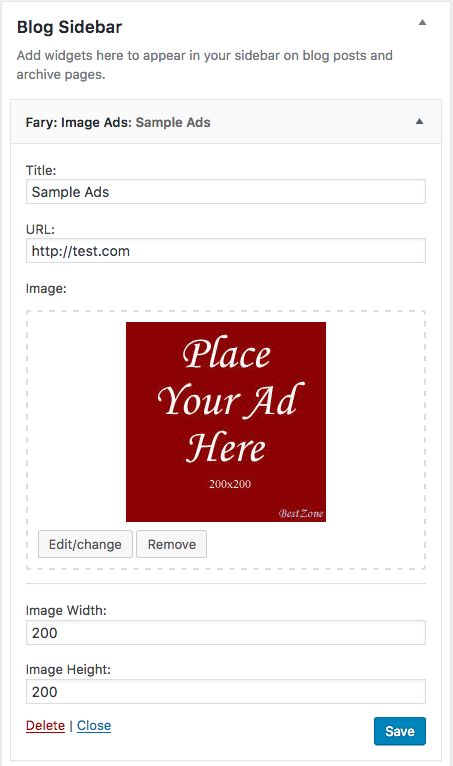 Blog Sidebar
Add widgets here to appear in your sidebar on blog posts and
archive pages.
Fary: Image Ads: Sample Ads
Title:
Sample Ads
URL:
http://test.com
Image:
Place
Your Ad
Here
200x200
BestZone
Edit/change Remove
Image Width:
200
Image Height:
200
Delete | Close Save